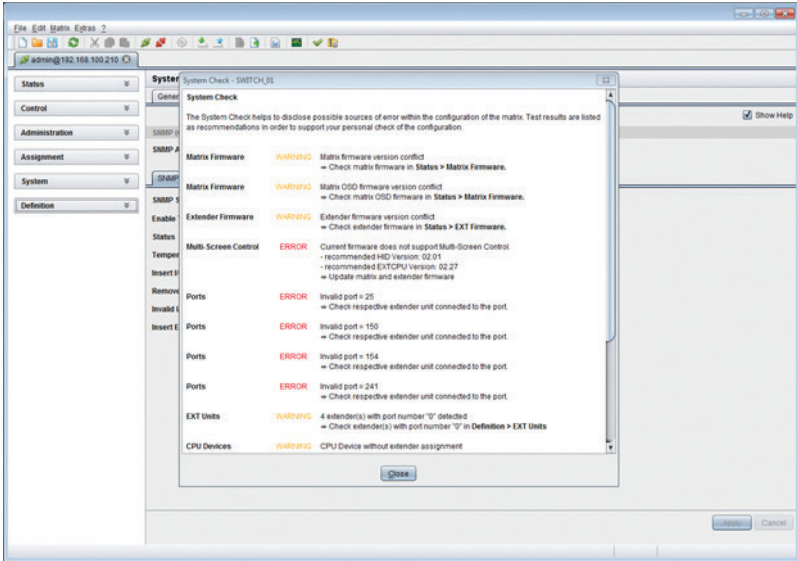 File Edit Matrix Extras ?
admin@192.168.100.210
Status
Control
Administration
Assignment
System
Definition
System Check - SWITCH_01
Show Help
System Check
The System Check helps to disclose possible sources of error within the configuration of the matrix. Test results are listed
as recommendations in order to support your personal check of the configuration.
Matrix Firmware WARNING Matrix firmware version conflict
⇒ Check matrix firmware in Status > Matrix Firmware.
Matrix Firmware WARNING Matrix OSD firmware version conflict
⇒ Check matrix OSD firmware in Status > Matrix Firmware.
Extender Firmware WARNING Extender firmware version conflict
⇒ Check extender firmware in Status > EXT Firmware.
Multi-Screen Control ERROR Current firmware does not support Multi-Screen Control.
- recommended HID Version: 02.01
- recommended EXTCPU Version: 02.27
⇒ Update matrix and extender firmware
Ports ERROR Invalid port = 25
⇒ Check respective extender unit connected to the port.
Ports ERROR Invalid port = 150
⇒ Check respective extender unit connected to the port.
Ports ERROR Invalid port = 154
⇒ Check respective extender unit connected to the port.
Ports ERROR Invalid port = 241
⇒ Check respective extender unit connected to the port.
EXT Units WARNING 4 extender(s) with port number "0" detected
⇒ Check extender(s) with port number "0" in Definition > EXT Units
CPU Devices WARNING CPU Device without extender assignment
Close
SNMP
Enable
Status
Apply Cancel